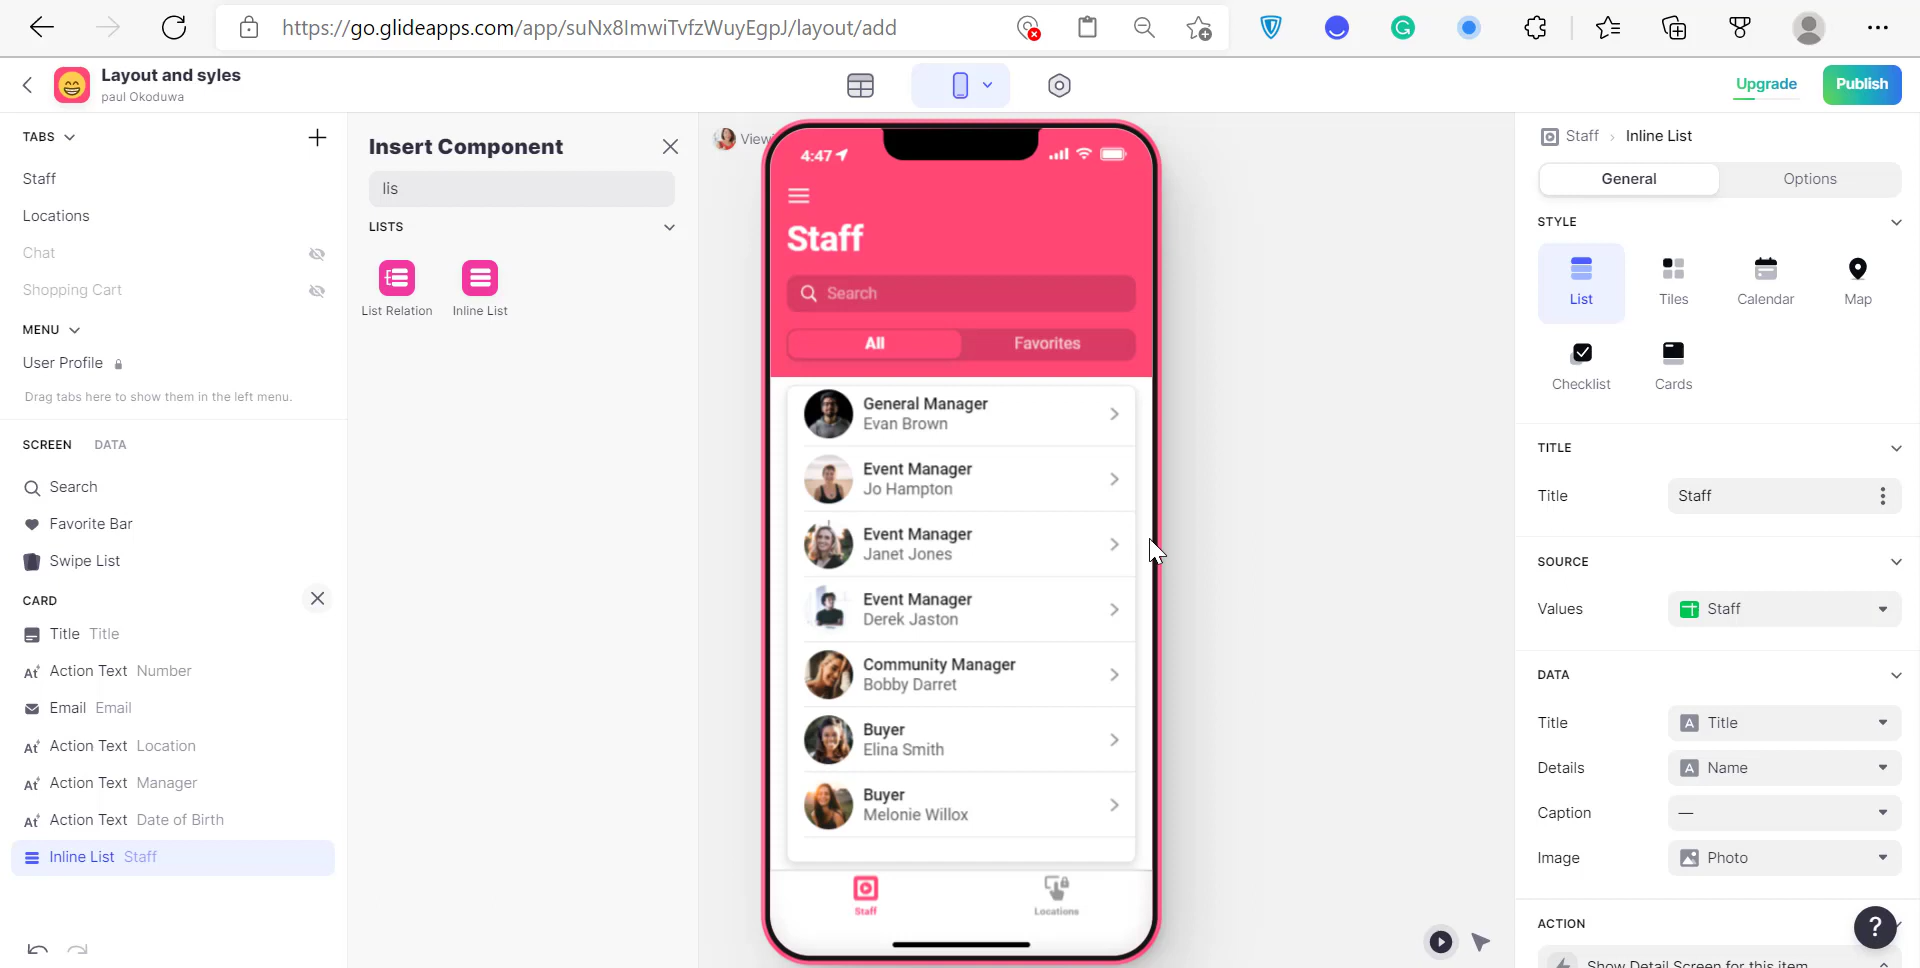 https://go.glideapps.com/app/suNx8ImwiTvfzWuyEgpJ/layout/add
Layout and syles
paul Okoduwa
Upgrade
Publish
TABS
Staff
Locations
Chat
Shopping Cart
MENU
User Profile
Drag tabs here to show them in the left menu.
SCREEN DATA
Search
Favorite Bar
Swipe List
CARD
Title Title
Action Text Number
Email Email
Action Text Location
Action Text Manager
Action Text Date of Birth
Inline List Staff
Insert Component
lis
LISTS
List Relation
Inline List
4:47
Staff
Search
All Favorites
General Manager
Evan Brown
Event Manager
Jo Hampton
Event Manager
Janet Jones
Event Manager
Derek Jaston
Community Manager
Bobby Darret
Buyer
Elina Smith
Buyer
Melonie Willox
Staff
Locations
Staff › Inline List
General Options
STYLE
List Tiles Calendar Map
Checklist Cards
TITLE
Title Staff
SOURCE
Values Staff
DATA
Title A Title
Details A Name
Caption —
Image Photo
ACTION
Show Detail Screen for this item
?